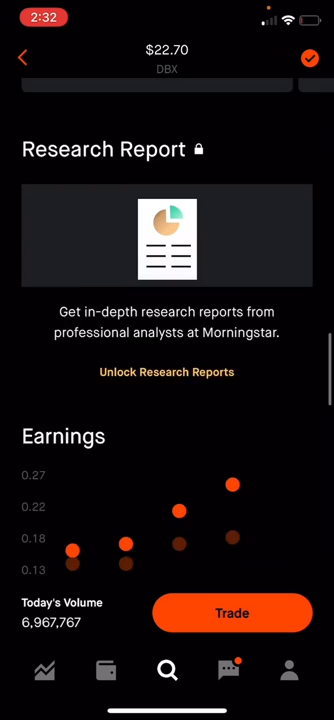 2:32
$22.70
DBX
Research Report
Get in-depth research reports from
professional analysts at Morningstar.
Unlock Research Reports
Earnings
0.27
0.22
0.18
0.13
Today's Volume
6,967,767
Trade